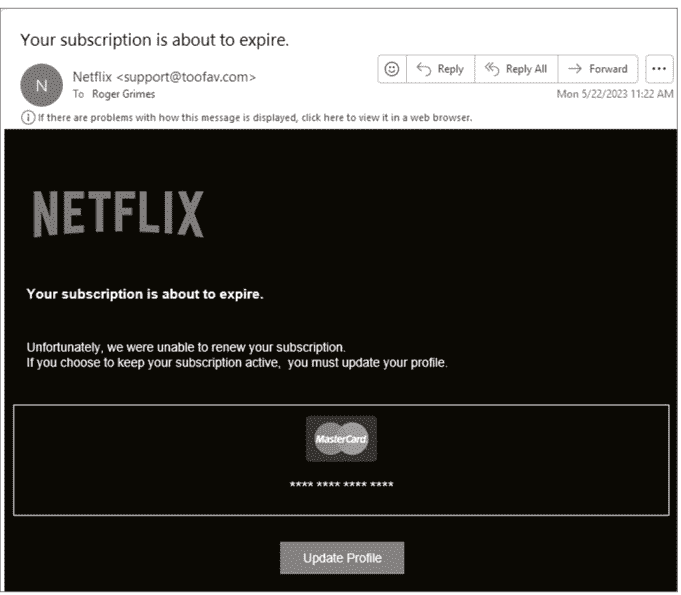 Your subscription is about to expire.
N
Netflix <support@toofav.com>
To Roger Grimes
Reply
Reply All
Forward
Mon 5/22/2023 11:22 AM
If there are problems with how this message is displayed, click here to view it in a web browser.
NETFLIX
Your subscription is about to expire.
Unfortunately, we were unable to renew your subscription.
If you choose to keep your subscription active, you must update your profile.
MasterCard
**** **** **** ****
Update Profile